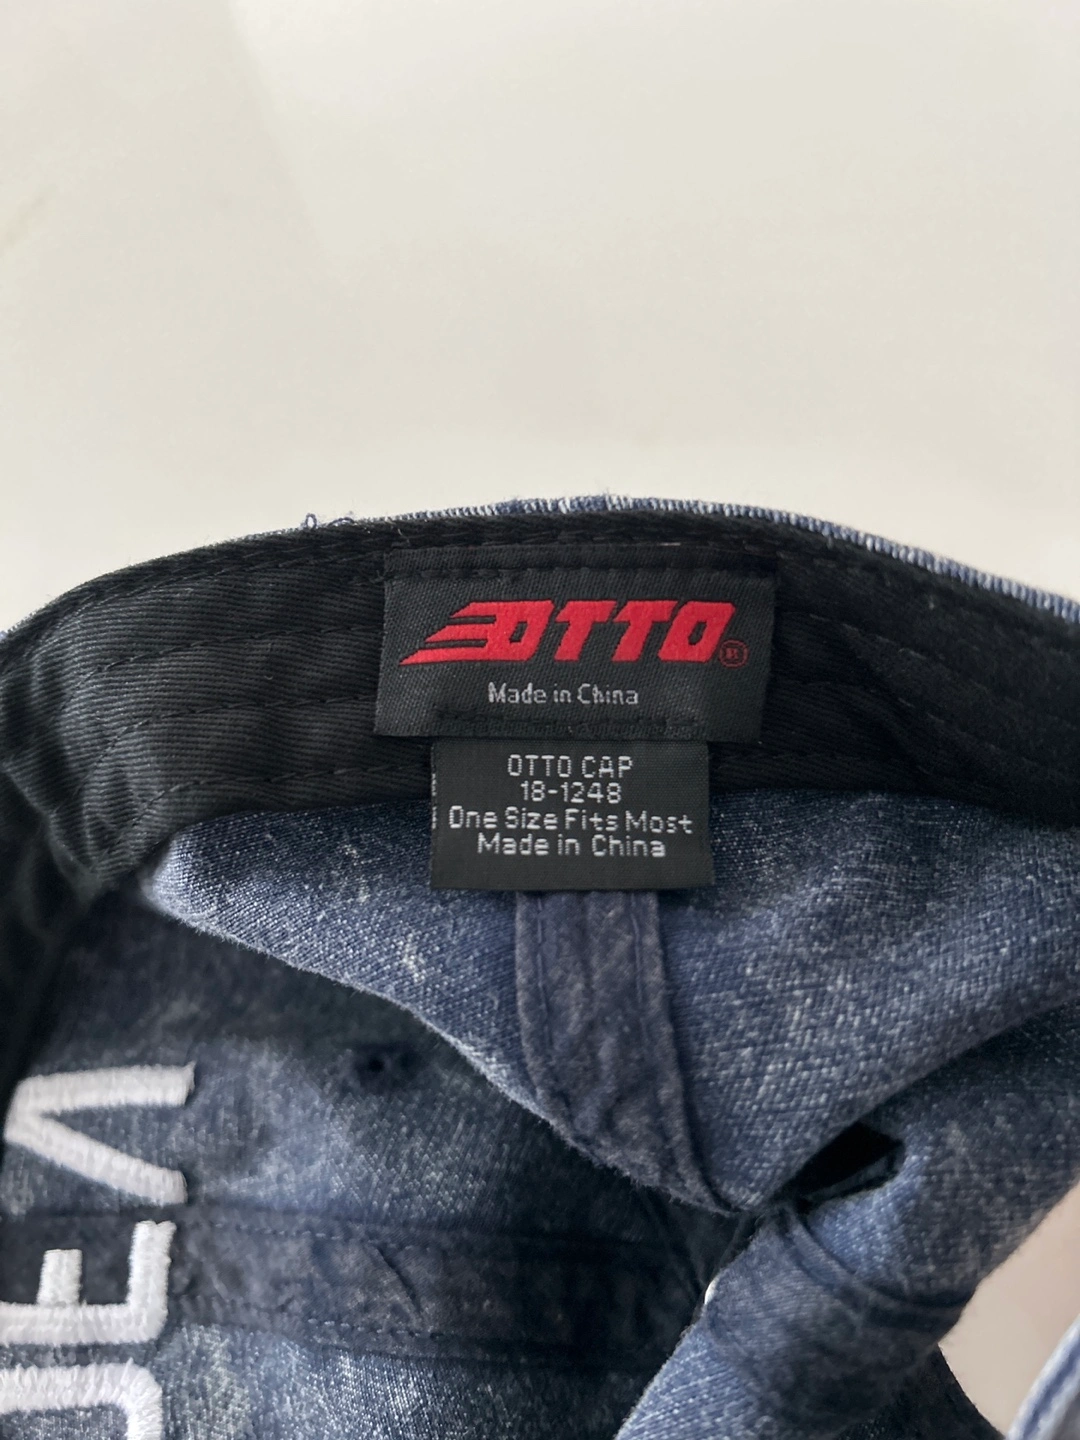 OTTO®
Made in China
OTTO CAP
18-1248
One Size Fits Most
Made in China